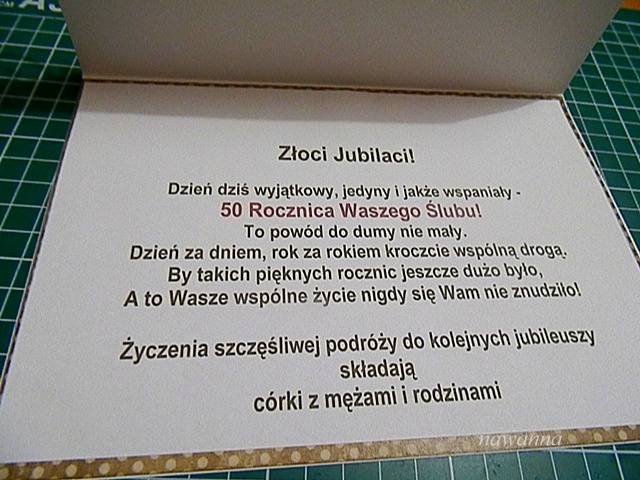 Złoci Jubilaci!
Dzień dziś wyjątkowy, jedyny i jakże wspaniały -
50 Rocznica Waszego Ślubu!
To powód do dumy nie mały.
Dzień za dniem, rok za rokiem kroczcie wspólną drogą.
By takich pięknych rocznic jeszcze dużo było,
A to Wasze wspólne życie nigdy się Wam nie znudziło!
Życzenia szczęśliwej podróży do kolejnych jubileuszy
składają
córki z mężami i rodzinami
nawanna